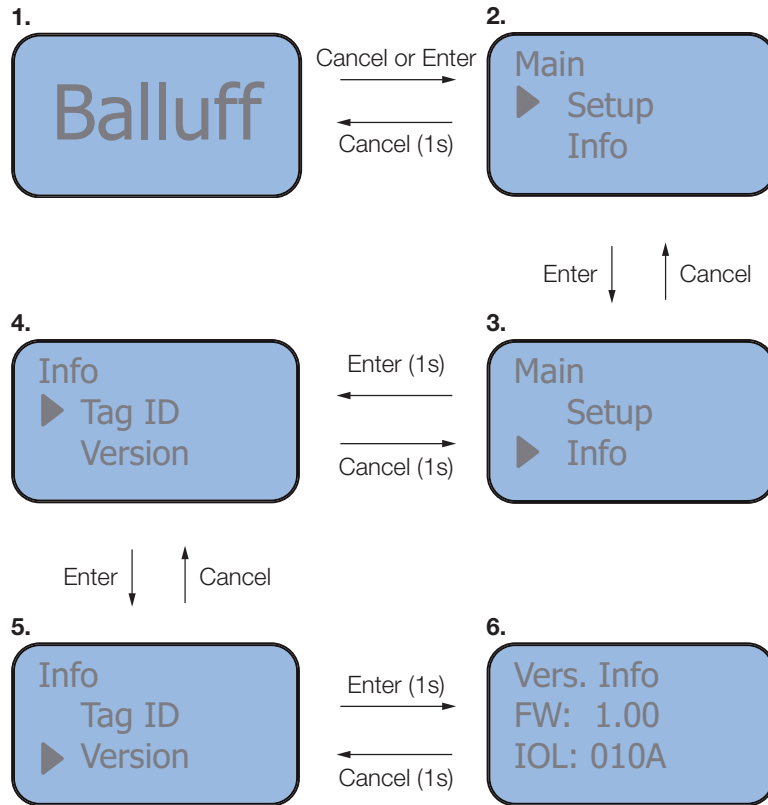 1.
Balluff
Cancel or Enter
Cancel (1s)
2.
Main
Setup
Info
Enter
Cancel
4.
Info
Tag ID
Version
Enter (1s)
Cancel (1s)
3.
Main
Setup
Info
Enter
Cancel
5.
Info
Tag ID
Version
Enter (1s)
Cancel (1s)
6.
Vers. Info
FW: 1.00
IOL: 010A